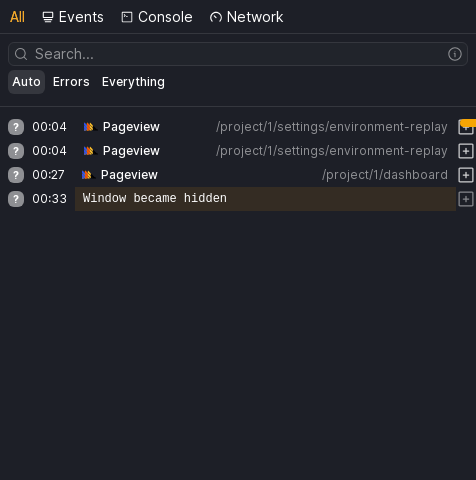 All Events Console Network
Search...
Auto Errors Everything
? 00:04 Pageview /project/1/settings/environment-replay
? 00:04 Pageview /project/1/settings/environment-replay
? 00:27 Pageview /project/1/dashboard
? 00:33 Window became hidden